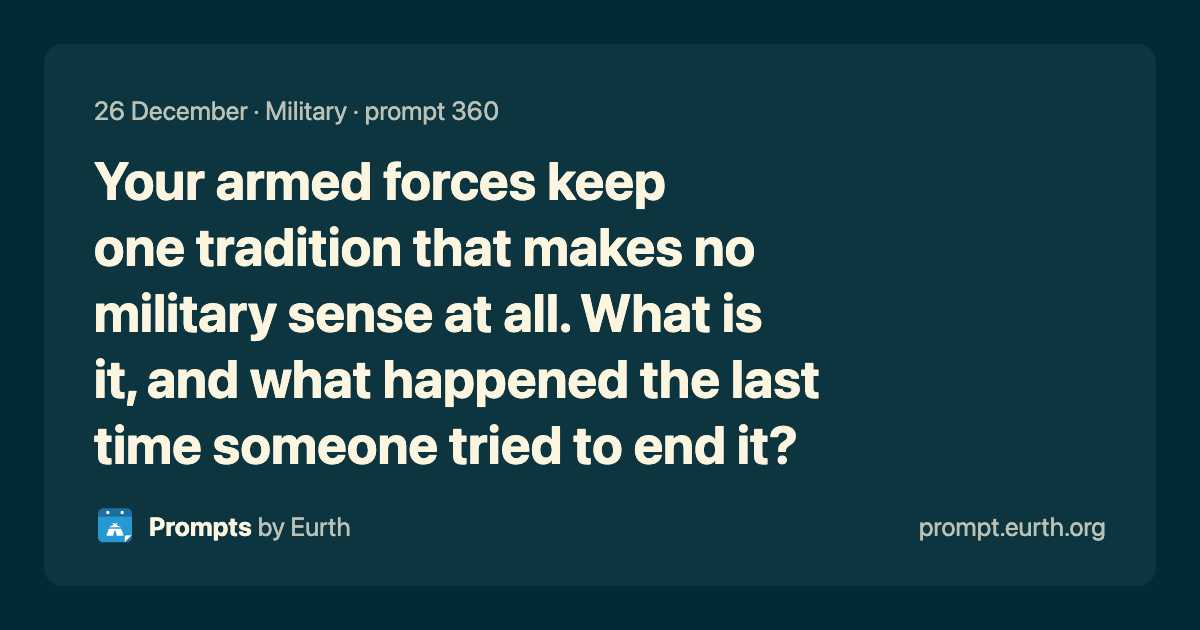 26 December · Military · prompt 360
Your armed forces keep
one tradition that makes no
military sense at all. What is
it, and what happened the last
time someone tried to end it?
Prompts by Eurth
prompt.eurth.org